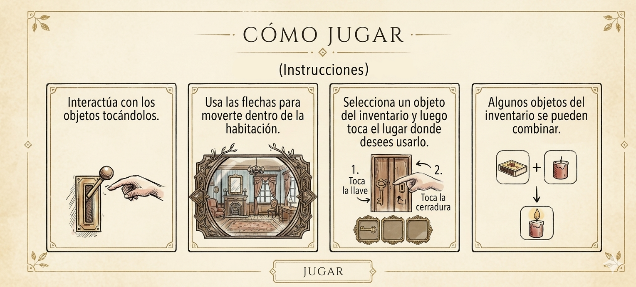 CÓMO JUGAR
(Instrucciones)
Interactúa con los
objetos tocándolos.
Usa las flechas para
moverte dentro de la
habitación.
Selecciona un objeto
del inventario y luego
toca el lugar donde
desees usarlo.
1.
Toca
la llave
2.
Toca la
cerradura
Algunos objetos del
inventario se pueden
combinar.
+
JUGAR